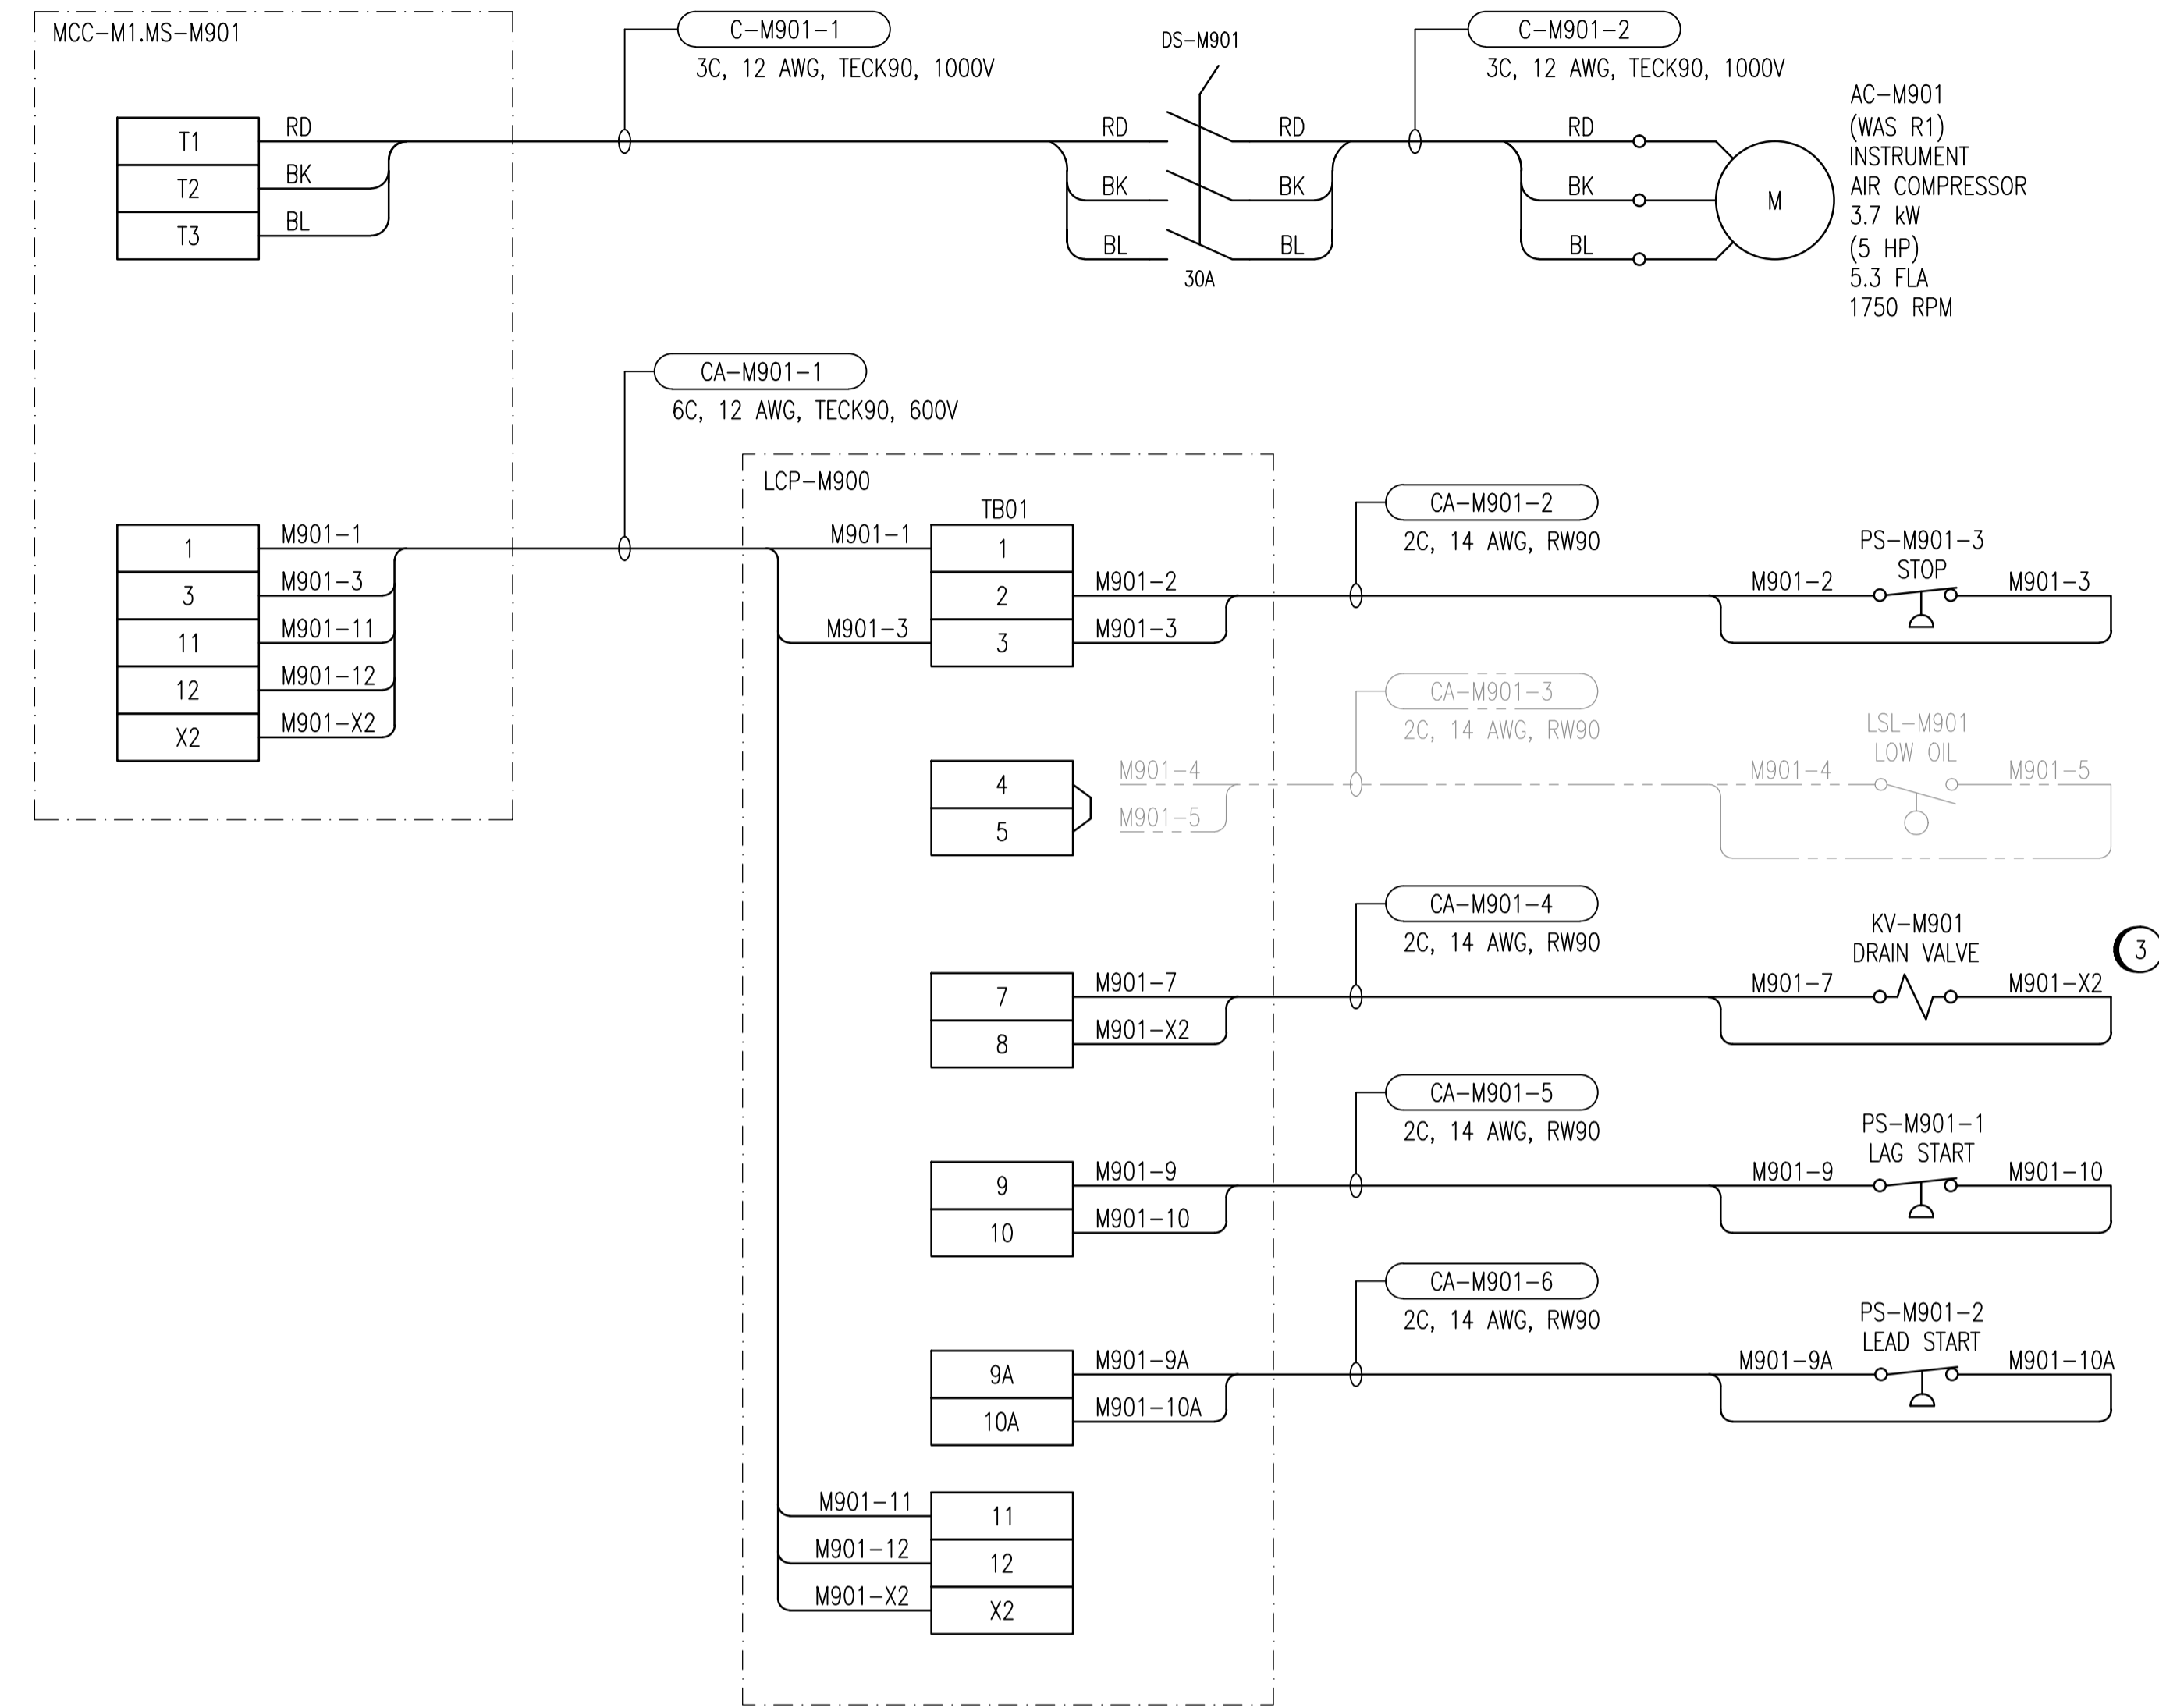 MCC-M1.MS-M901
C-M901-1
3C, 12 AWG, TECK90, 1000V
DS-M901
C-M901-2
3C, 12 AWG, TECK90, 1000V
T1
RD
T2
BK
T3
BL
RD
BK
BL
30A
RD
BK
BL
RD
BK
BL
M
AC-M901
(WAS R1)
INSTRUMENT
AIR COMPRESSOR
3.7 kW
(5 HP)
5.3 FLA
1750 RPM
CA-M901-1
6C, 12 AWG, TECK90, 600V
1
M901-1
3
M901-3
11
M901-11
12
M901-12
X2
M901-X2
LCP-M900
TB01
M901-1
1
2
M901-2
M901-3
3
M901-3
CA-M901-2
2C, 14 AWG, RW90
PS-M901-3
STOP
M901-2
M901-3
4
5
M901-4
M901-5
CA-M901-3
2C, 14 AWG, RW90
LSL-M901
LOW OIL
M901-4
M901-5
7
M901-7
8
M901-X2
CA-M901-4
2C, 14 AWG, RW90
KV-M901
DRAIN VALVE
M901-7
M901-X2
3
9
M901-9
10
M901-10
CA-M901-5
2C, 14 AWG, RW90
PS-M901-1
LAG START
M901-9
M901-10
9A
M901-9A
10A
M901-10A
CA-M901-6
2C, 14 AWG, RW90
PS-M901-2
LEAD START
M901-9A
M901-10A
M901-11
11
M901-12
12
M901-X2
X2